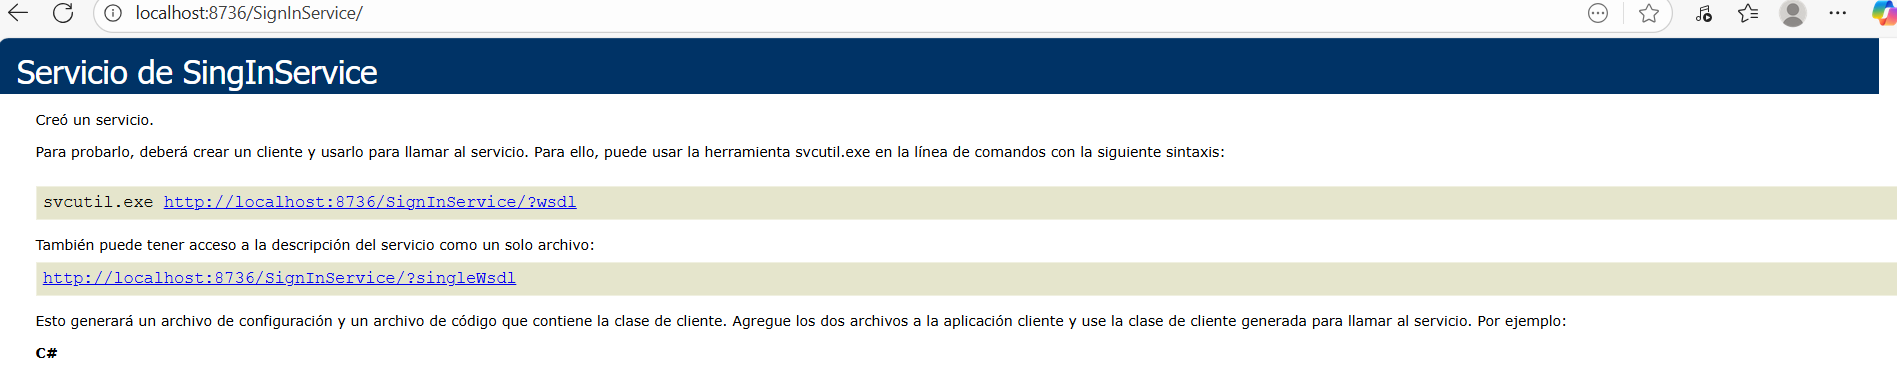 localhost:8736/SignInService/
Servicio de SingInService
Creó un servicio.
Para probarlo, deberá crear un cliente y usarlo para llamar al servicio. Para ello, puede usar la herramienta svcutil.exe en la línea de comandos con la siguiente sintaxis:
svcutil.exe http://localhost:8736/SignInService/?wsdl
También puede tener acceso a la descripción del servicio como un solo archivo:
http://localhost:8736/SignInService/?singleWsdl
Esto generará un archivo de configuración y un archivo de código que contiene la clase de cliente. Agregue los dos archivos a la aplicación cliente y use la clase de cliente generada para llamar al servicio. Por ejemplo:
C#